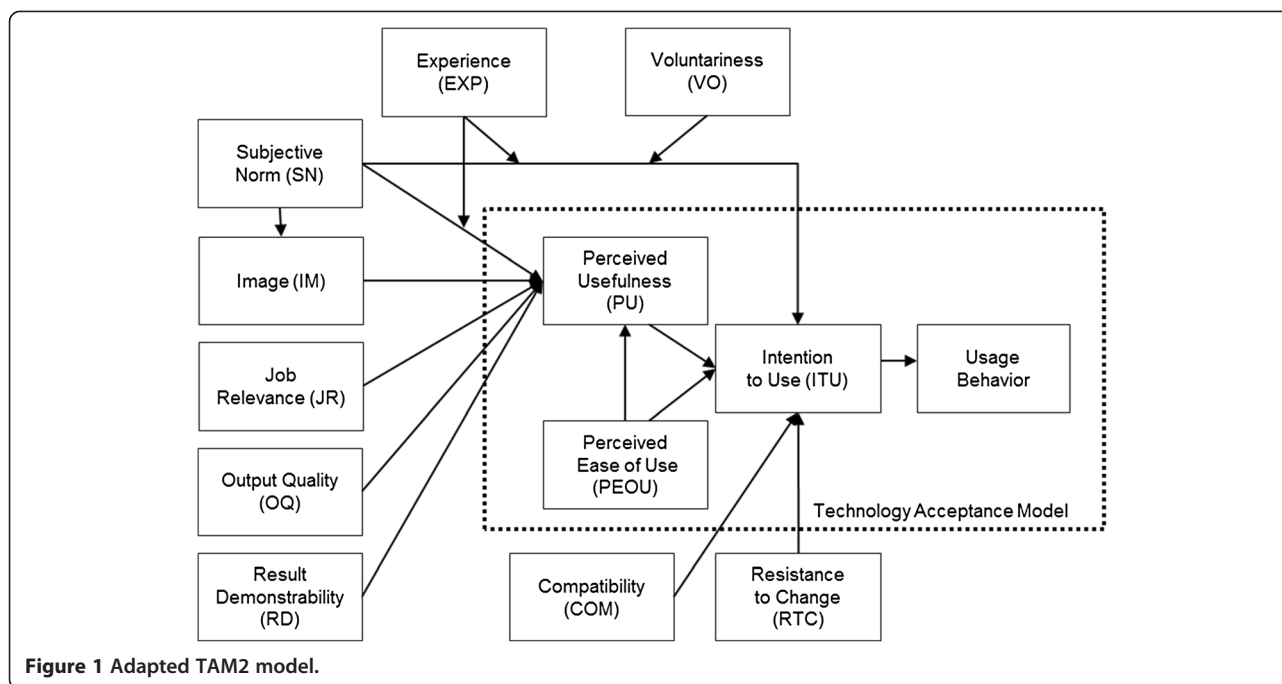 Experience
(EXP)
Voluntariness
(VO)
Subjective
Norm (SN)
Image (IM)
Perceived
Usefulness
(PU)
Job
Relevance (JR)
Intention
to Use (ITU)
Usage
Behavior
Output Quality
(OQ)
Perceived
Ease of Use
(PEOU)
Technology Acceptance Model
Result
Demonstrability
(RD)
Compatibility
(COM)
Resistance
to Change
(RTC)
Figure 1 Adapted TAM2 model.